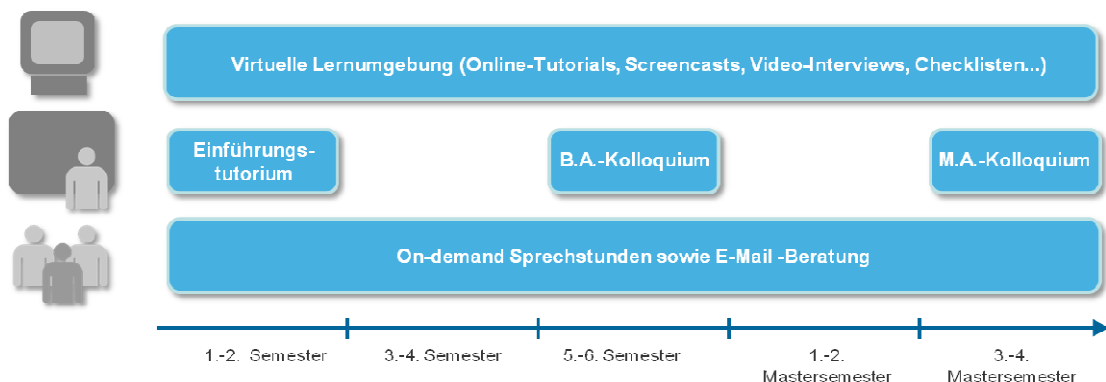 Virtuelle Lernumgebung (Online-Tutorials, Screencasts, Video-Interviews, Checklisten...)
Einführungs-
tutorium
B.A.-Kolloquium
M.A.-Kolloquium
On-demand Sprechstunden sowie E-Mail -Beratung
1.-2. Semester
3.-4. Semester
5.-6. Semester
1.-2.
Mastersemester
3.-4.
Mastersemester